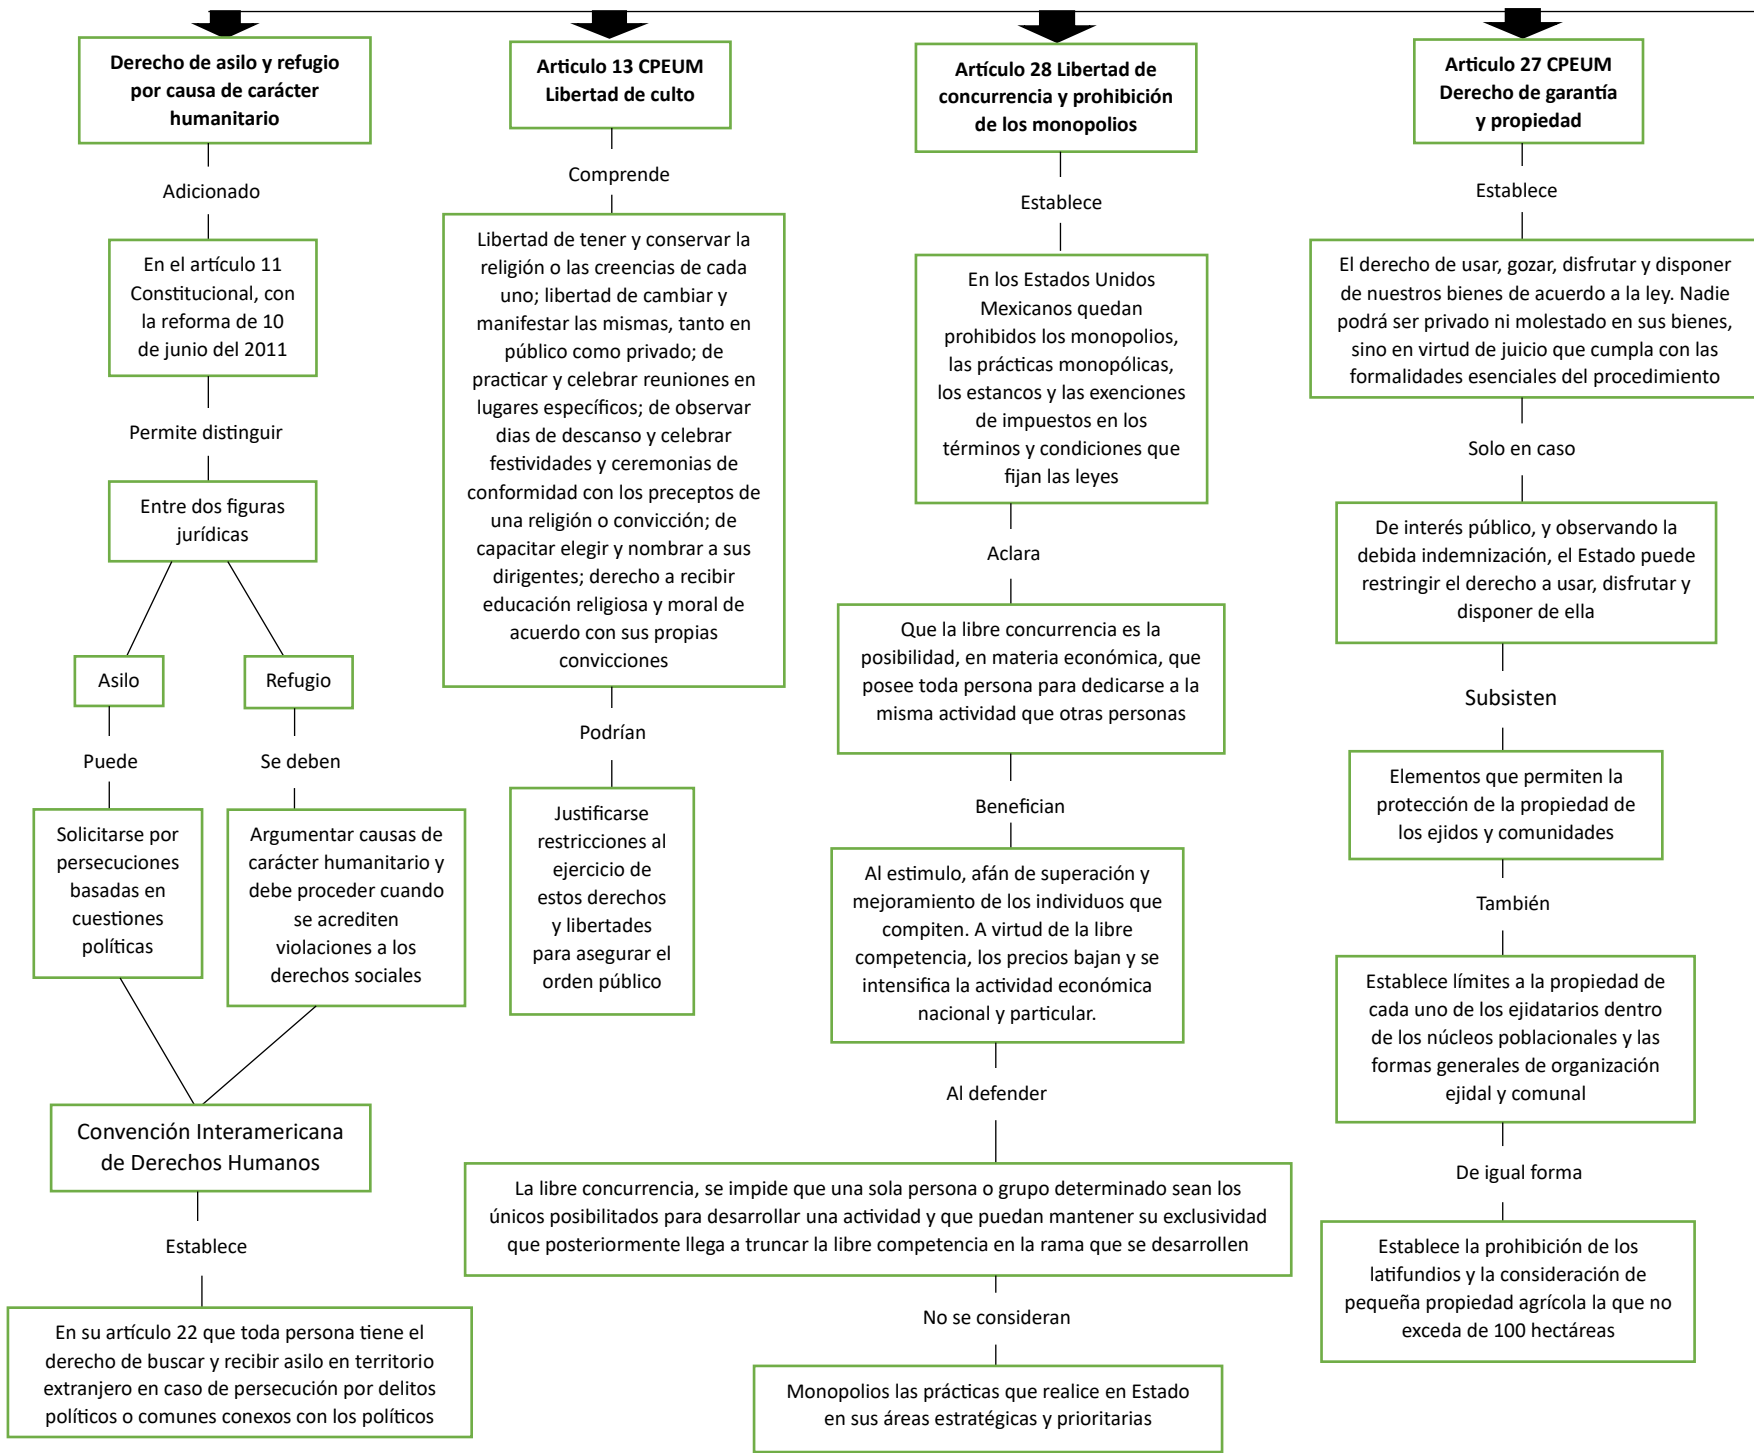 Derecho de asilo y refugio
por causa de carácter
humanitario
Adicionado
En el artículo 11
Constitucional, con
la reforma de 10
de junio del 2011
Permite distinguir
Entre dos figuras
jurídicas
Asilo
Refugio
Puede
Se deben
Solicitarse por
persecuciones
basadas en
cuestiones
políticas
Argumentar causas de
carácter humanitario y
debe proceder cuando
se acrediten
violaciones a los
derechos sociales
Convención Interamericana
de Derechos Humanos
Establece
En su artículo 22 que toda persona tiene el
derecho de buscar y recibir asilo en territorio
extranjero en caso de persecución por delitos
políticos o comunes conexos con los políticos
Articulo 13 CPEUM
Libertad de culto
Comprende
Libertad de tener y conservar la
religión o las creencias de cada
uno; libertad de cambiar y
manifestar las mismas, tanto en
público como privado; de
practicar y celebrar reuniones en
lugares específicos; de observar
dias de descanso y celebrar
festividades y ceremonias de
conformidad con los preceptos de
una religión o convicción; de
capacitar elegir y nombrar a sus
dirigentes; derecho a recibir
educación religiosa y moral de
acuerdo con sus propias
convicciones
Podrían
Justificarse
restricciones al
ejercicio de
estos derechos
y libertades
para asegurar el
orden público
Artículo 28 Libertad de
concurrencia y prohibición
de los monopolios
Establece
En los Estados Unidos
Mexicanos quedan
prohibidos los monopolios,
las prácticas monopólicas,
los estancos y las exenciones
de impuestos en los
términos y condiciones que
fijan las leyes
Aclara
Que la libre concurrencia es la
posibilidad, en materia económica, que
posee toda persona para dedicarse a la
misma actividad que otras personas
Benefician
Al estimulo, afán de superación y
mejoramiento de los individuos que
compiten. A virtud de la libre
competencia, los precios bajan y se
intensifica la actividad económica
nacional y particular.
Al defender
La libre concurrencia, se impide que una sola persona o grupo determinado sean los
únicos posibilitados para desarrollar una actividad y que puedan mantener su exclusividad
que posteriormente llega a truncar la libre competencia en la rama que se desarrollen
No se consideran
Monopolios las prácticas que realice en Estado
en sus áreas estratégicas y prioritarias
Articulo 27 CPEUM
Derecho de garantía
y propiedad
Establece
El derecho de usar, gozar, disfrutar y disponer
de nuestros bienes de acuerdo a la ley. Nadie
podrá ser privado ni molestado en sus bienes,
sino en virtud de juicio que cumpla con las
formalidades esenciales del procedimiento
Solo en caso
De interés público, y observando la
debida indemnización, el Estado puede
restringir el derecho a usar, disfrutar y
disponer de ella
Subsisten
Elementos que permiten la
protección de la propiedad de
los ejidos y comunidades
También
Establece límites a la propiedad de
cada uno de los ejidatarios dentro
de los núcleos poblacionales y las
formas generales de organización
ejidal y comunal
De igual forma
Establece la prohibición de los
latifundios y la consideración de
pequeña propiedad agrícola la que no
exceda de 100 hectáreas